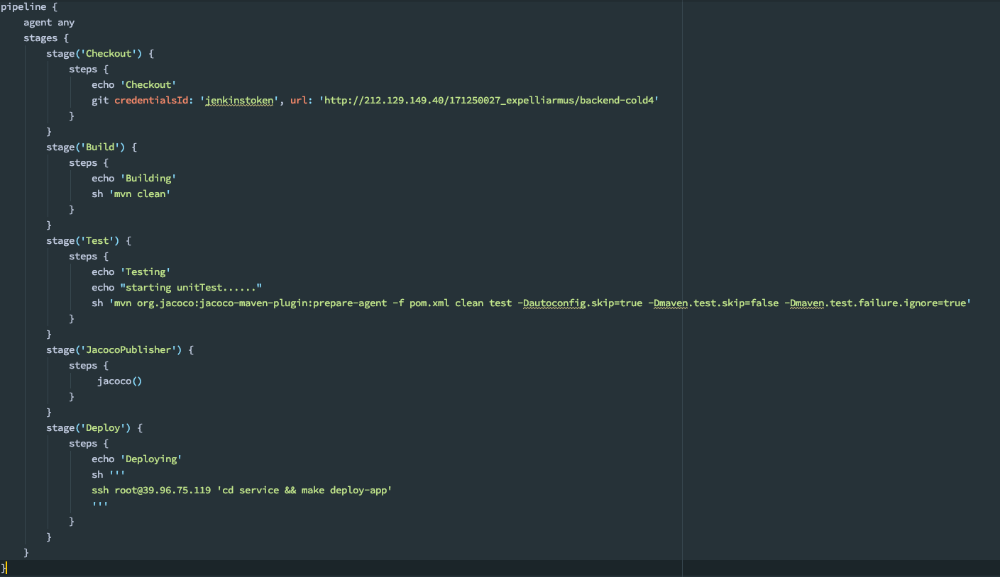 pipeline {
    agent any
    stages {
        stage('Checkout') {
            steps {
                echo 'Checkout'
                git credentialsId: 'jenkinstoken', url: 'http://212.129.149.40/171250027_expelliarmus/backend-cold4'
            }
        }
        stage('Build') {
            steps {
                echo 'Building'
                sh 'mvn clean'
            }
        }
        stage('Test') {
            steps {
                echo 'Testing'
                echo "starting unitTest......"
                sh 'mvn org.jacoco:jacoco-maven-plugin:prepare-agent -f pom.xml clean test -Dautoconfig.skip=true -Dmaven.test.skip=false -Dmaven.test.failure.ignore=true'
            }
        }
        stage('JacocoPublisher') {
            steps {
                 jacoco()
            }
        }
        stage('Deploy') {
            steps {
                echo 'Deploying'
                sh '''
                ssh root@39.96.75.119 'cd service && make deploy-app'
                '''
            }
        }
    }
}